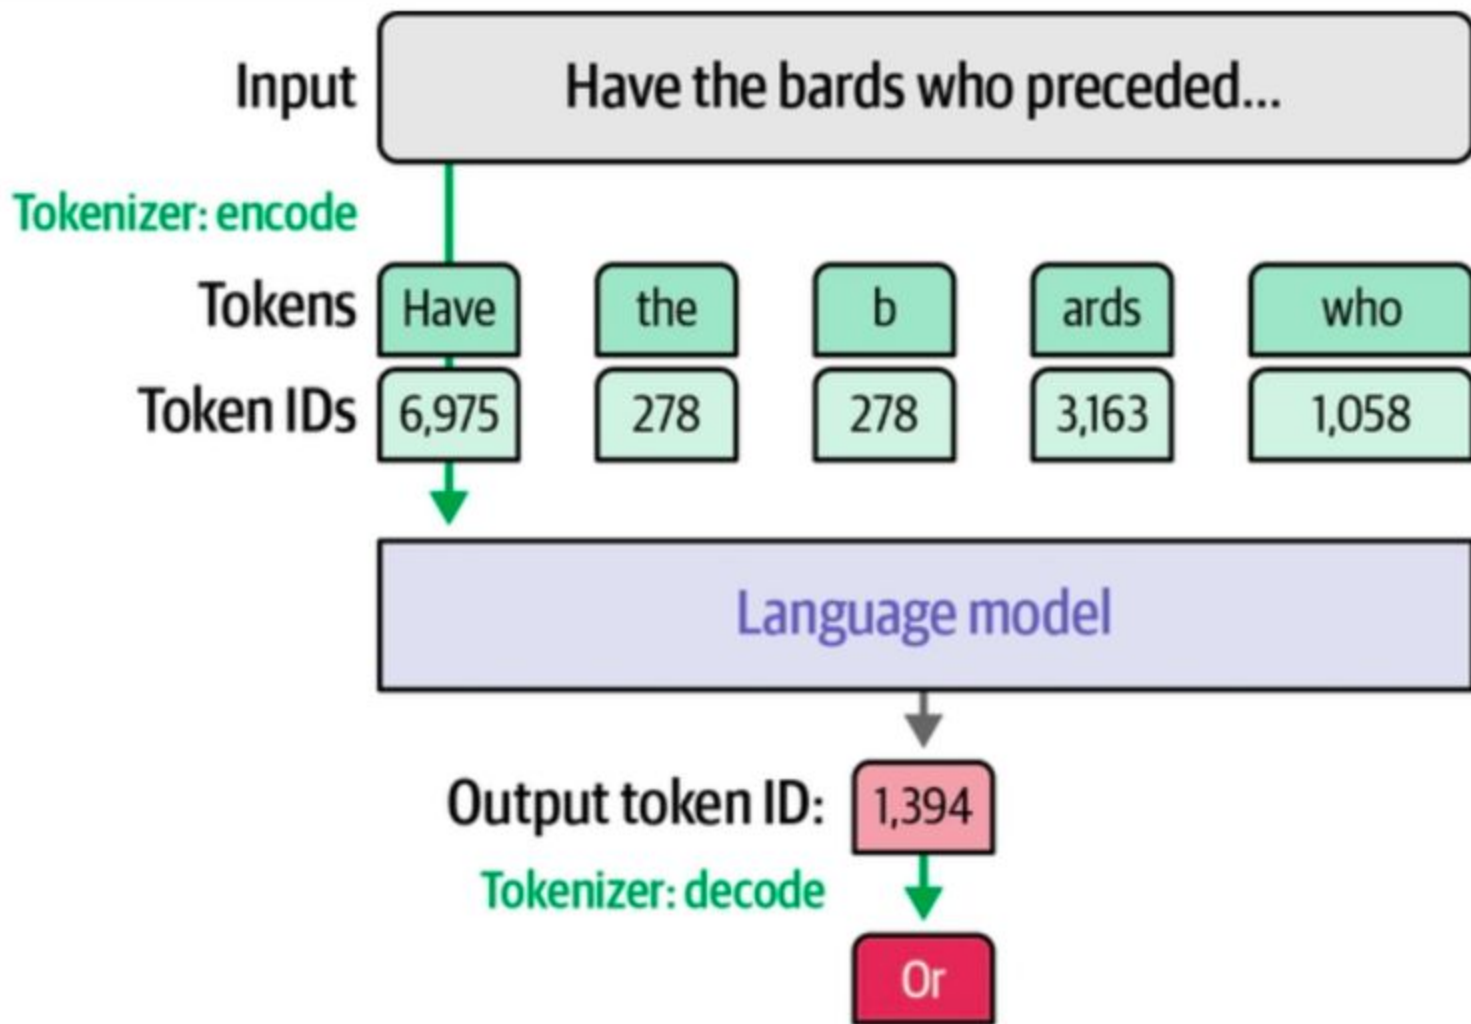 Input Have the bards who preceded...
Tokenizer: encode
Tokens Have the b ards who
Token IDs 6,975 278 278 3,163 1,058
Language model
Output token ID: 1,394
Tokenizer: decode
Or